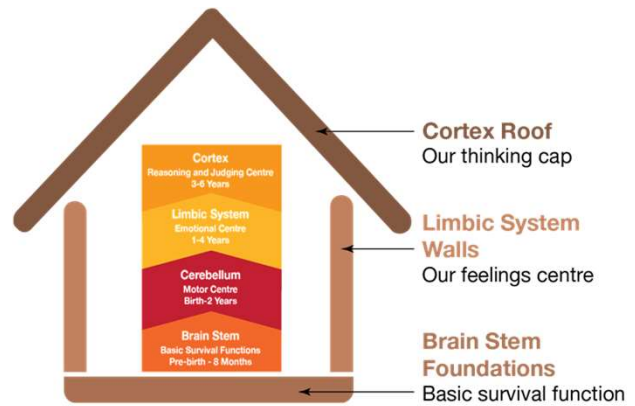 Cortex
Reasoning and Judging Centre
3-6 Years
Limbic System
Emotional Centre
1-4 Years
Cerebellum
Motor Centre
Birth-2 Years
Brain Stem
Basic Survival Functions
Pre-birth - 8 Months
Cortex Roof
Our thinking cap
Limbic System
Walls
Our feelings centre
Brain Stem
Foundations
Basic survival function